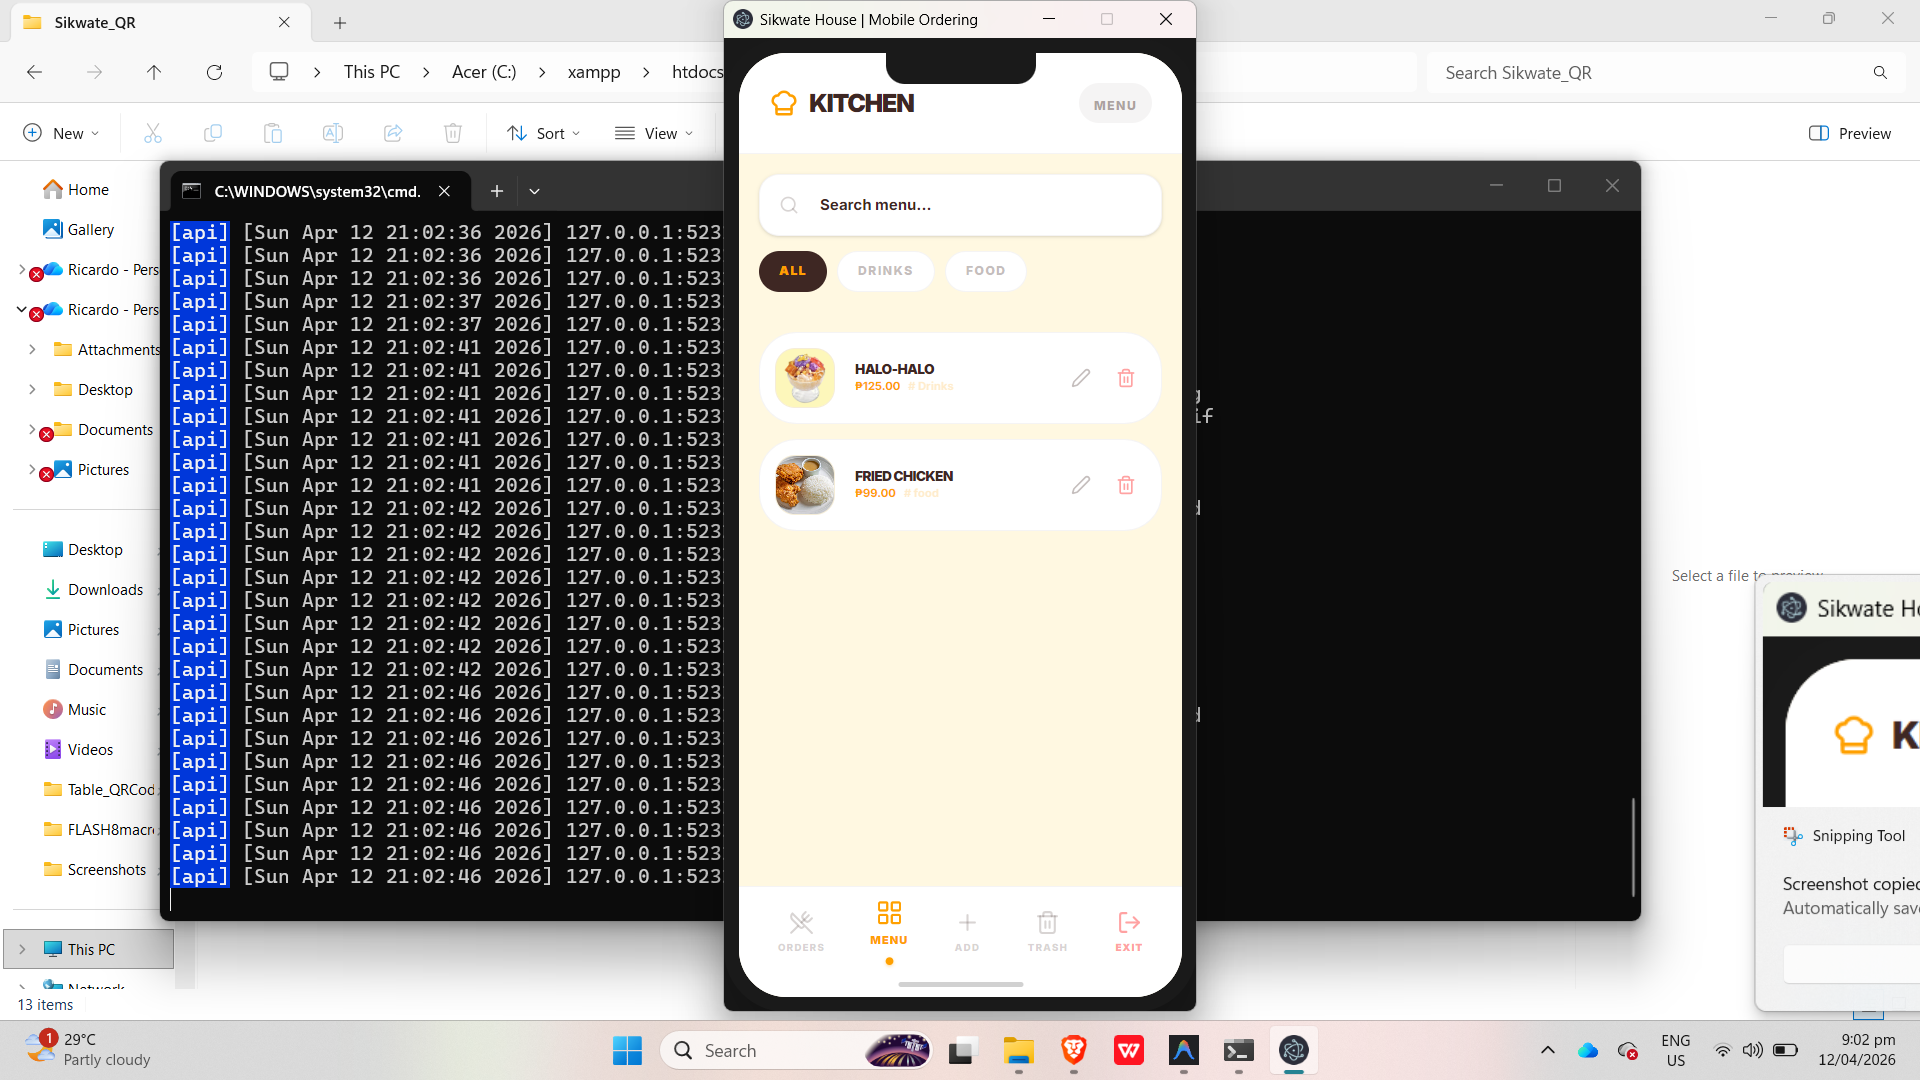 Sikwate_QR
Sikwate House | Mobile Ordering
This PC
Acer (C:)
xampp
htdocs
Search Sikwate_QR
New
Sort
View
Preview
Home
Gallery
Ricardo - Pers
Ricardo - Pers
Attachments
Desktop
Documents
Pictures
Desktop
Downloads
Pictures
Documents
Music
Videos
Table_QRCod
FLASH8macr
Screenshots
This PC
Network
13 items
C:\WINDOWS\system32\cmd.
[api] [Sun Apr 12 21:02:36 2026] 127.0.0.1:523
[api] [Sun Apr 12 21:02:36 2026] 127.0.0.1:523
[api] [Sun Apr 12 21:02:36 2026] 127.0.0.1:523
[api] [Sun Apr 12 21:02:37 2026] 127.0.0.1:523
[api] [Sun Apr 12 21:02:37 2026] 127.0.0.1:523
[api] [Sun Apr 12 21:02:41 2026] 127.0.0.1:523
[api] [Sun Apr 12 21:02:41 2026] 127.0.0.1:523
[api] [Sun Apr 12 21:02:41 2026] 127.0.0.1:523
[api] [Sun Apr 12 21:02:41 2026] 127.0.0.1:523
[api] [Sun Apr 12 21:02:41 2026] 127.0.0.1:523
[api] [Sun Apr 12 21:02:41 2026] 127.0.0.1:523
[api] [Sun Apr 12 21:02:41 2026] 127.0.0.1:523
[api] [Sun Apr 12 21:02:42 2026] 127.0.0.1:523
[api] [Sun Apr 12 21:02:42 2026] 127.0.0.1:523
[api] [Sun Apr 12 21:02:42 2026] 127.0.0.1:523
[api] [Sun Apr 12 21:02:42 2026] 127.0.0.1:523
[api] [Sun Apr 12 21:02:42 2026] 127.0.0.1:523
[api] [Sun Apr 12 21:02:42 2026] 127.0.0.1:523
[api] [Sun Apr 12 21:02:42 2026] 127.0.0.1:523
[api] [Sun Apr 12 21:02:42 2026] 127.0.0.1:523
[api] [Sun Apr 12 21:02:46 2026] 127.0.0.1:523
[api] [Sun Apr 12 21:02:46 2026] 127.0.0.1:523
[api] [Sun Apr 12 21:02:46 2026] 127.0.0.1:523
[api] [Sun Apr 12 21:02:46 2026] 127.0.0.1:523
[api] [Sun Apr 12 21:02:46 2026] 127.0.0.1:523
[api] [Sun Apr 12 21:02:46 2026] 127.0.0.1:523
[api] [Sun Apr 12 21:02:46 2026] 127.0.0.1:523
[api] [Sun Apr 12 21:02:46 2026] 127.0.0.1:523
[api] [Sun Apr 12 21:02:46 2026] 127.0.0.1:523
KITCHEN
MENU
Search menu...
ALL
DRINKS
FOOD
HALO-HALO
₱125.00 # Drinks
FRIED CHICKEN
₱99.00 # food
ORDERS
MENU
ADD
TRASH
EXIT
Select a file to preview
Sikwate Ho
K
Snipping Tool
Screenshot copied
Automatically save
1
29°C
Partly cloudy
Search
ENG
US
9:02 pm
12/04/2026